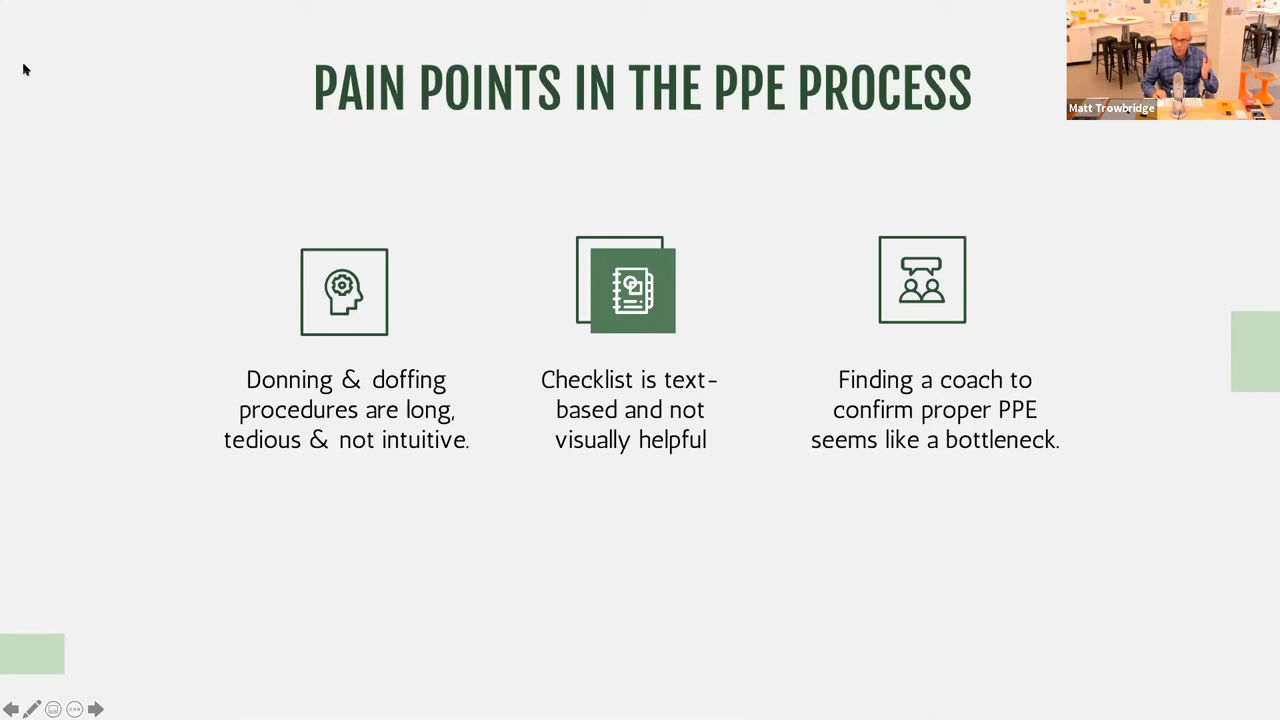 PAIN POINTS IN THE PPE PROCESS
Matt Trowbridge
Donning & doffing
procedures are long,
tedious & not intuitive.
Checklist is text-
based and not
visually helpful
Finding a coach to
confirm proper PPE
seems like a bottleneck.